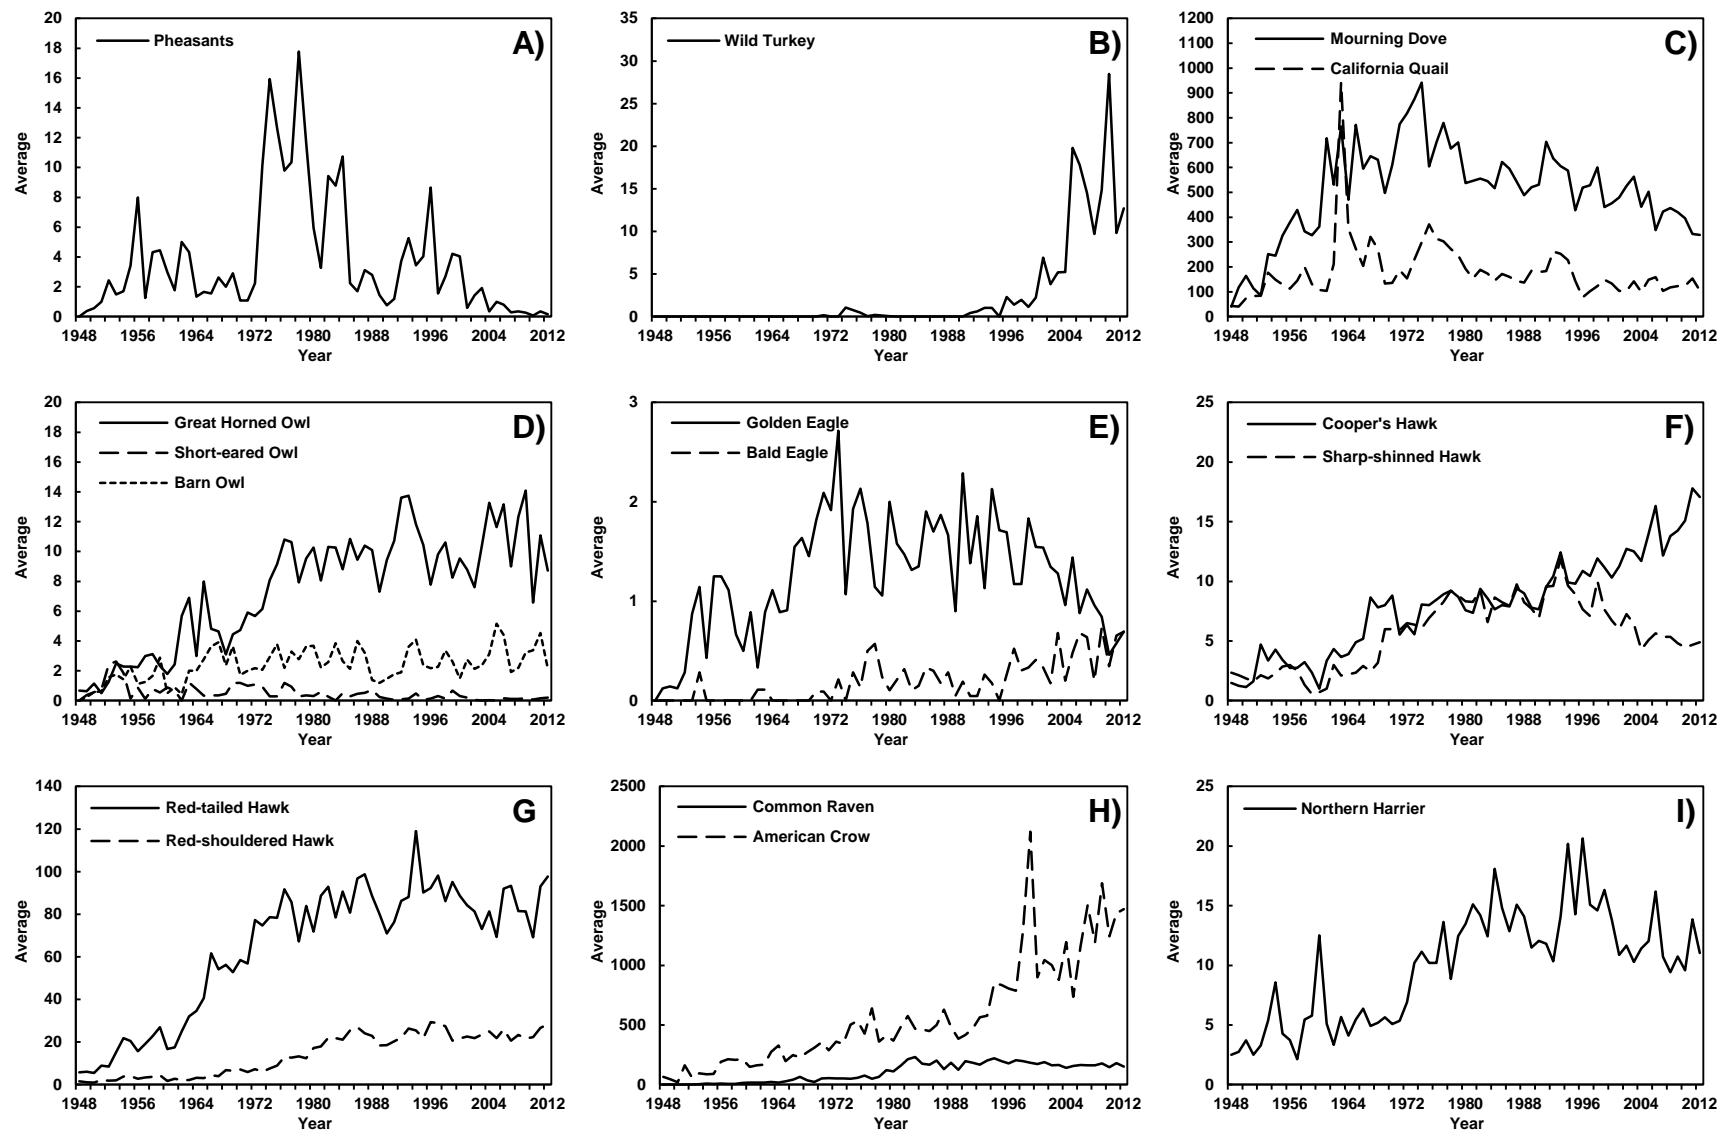 20
18
16
14
12
10
8
6
4
2
0
1948 1956 1964 1972 1980 1988 1996 2004 2012
Average
Year
Pheasants
A)
35
30
25
20
15
10
5
0
1948 1956 1964 1972 1980 1988 1996 2004 2012
Average
Year
Wild Turkey
B)
1200
1100
1000
900
800
700
600
500
400
300
200
100
0
1948 1956 1964 1972 1980 1988 1996 2004 2012
Average
Year
Mourning Dove
California Quail
C)
20
18
16
14
12
10
8
6
4
2
0
1948 1956 1964 1972 1980 1988 1996 2004 2012
Average
Year
Great Horned Owl
Short-eared Owl
Barn Owl
D)
3
2
1
0
1948 1956 1964 1972 1980 1988 1996 2004 2012
Average
Year
Golden Eagle
Bald Eagle
E)
25
20
15
10
5
0
1948 1956 1964 1972 1980 1988 1996 2004 2012
Average
Year
Cooper's Hawk
Sharp-shinned Hawk
F)
140
120
100
80
60
40
20
0
1948 1956 1964 1972 1980 1988 1996 2004 2012
Average
Year
Red-tailed Hawk
Red-shouldered Hawk
G
2500
2000
1500
1000
500
0
1948 1956 1964 1972 1980 1988 1996 2004 2012
Average
Year
Common Raven
American Crow
H)
25
20
15
10
5
0
1948 1956 1964 1972 1980 1988 1996 2004 2012
Average
Year
Northern Harrier
I)